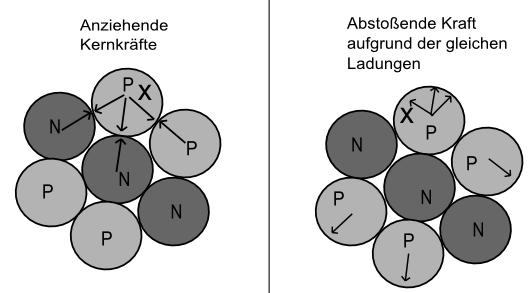 Anziehende
Kernkräfte
P X
N
P
N
P
N
P
Abstoßende Kraft
aufgrund der gleichen
Ladungen
X
P
N
P
N
P
N
P